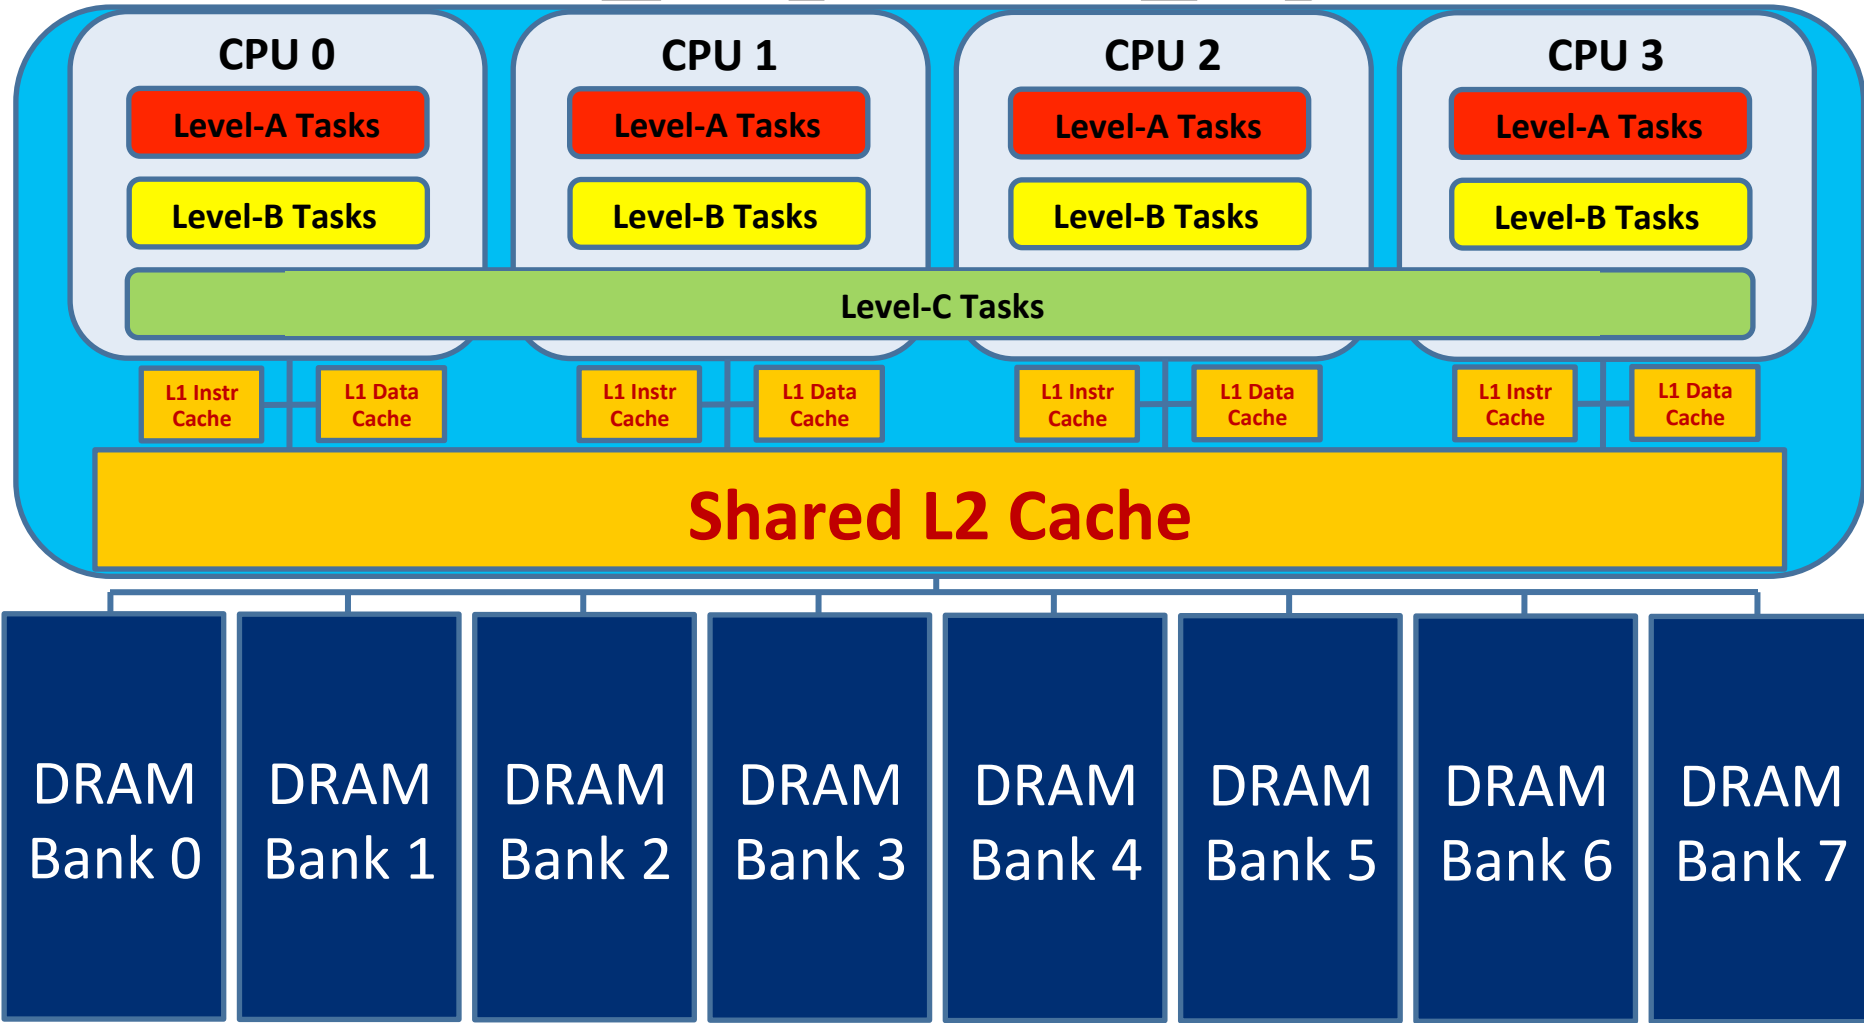 CPU 0
CPU 1
CPU 2
CPU 3
Level-A Tasks
Level-A Tasks
Level-A Tasks
Level-A Tasks
Level-B Tasks
Level-B Tasks
Level-B Tasks
Level-B Tasks
Level-C Tasks
L1 Instr
Cache
L1 Data
Cache
L1 Instr
Cache
L1 Data
Cache
L1 Instr
Cache
L1 Data
Cache
L1 Instr
Cache
L1 Data
Cache
Shared L2 Cache
DRAM
Bank 0
DRAM
Bank 1
DRAM
Bank 2
DRAM
Bank 3
DRAM
Bank 4
DRAM
Bank 5
DRAM
Bank 6
DRAM
Bank 7